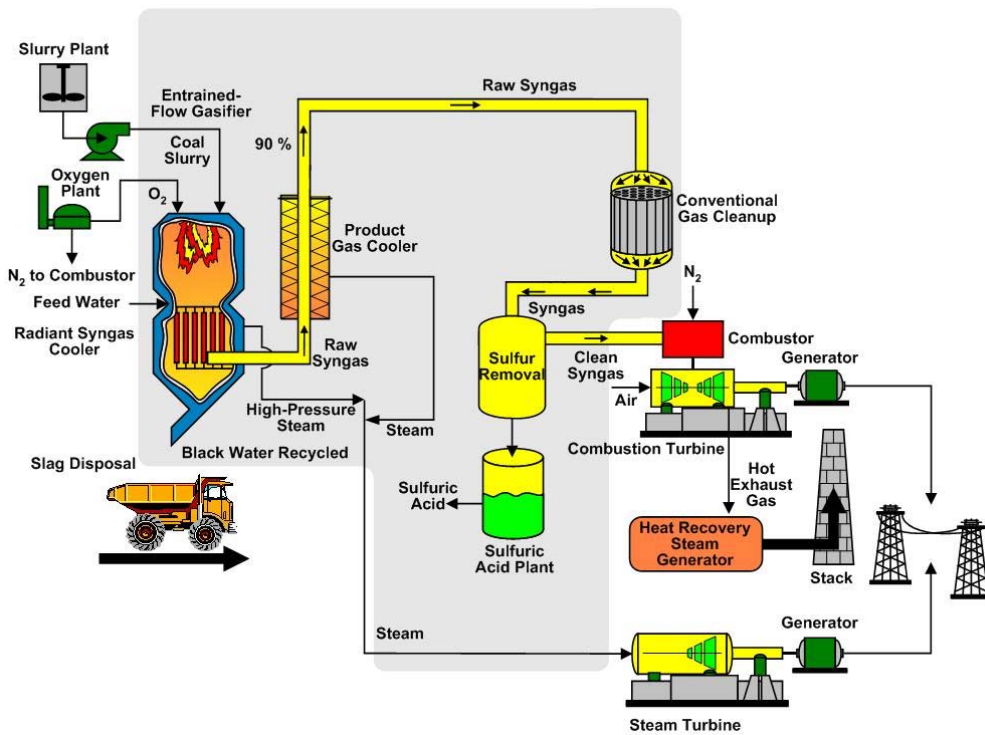 Slurry Plant
Entrained-
Flow Gasifier
Coal
Slurry
Oxygen
Plant
O2
N2 to Combustor
Feed Water
Radiant Syngas
Cooler
90 %
Raw Syngas
Product
Gas Cooler
Raw
Syngas
High-Pressure
Steam
Steam
Black Water Recycled
Slag Disposal
Conventional
Gas Cleanup
N2
Syngas
Sulfur
Removal
Clean
Syngas
Combustor
Generator
Air
Combustion Turbine
Sulfuric
Acid
Sulfuric
Acid Plant
Hot
Exhaust
Gas
Heat Recovery
Steam
Generator
Stack
Steam
Generator
Steam Turbine